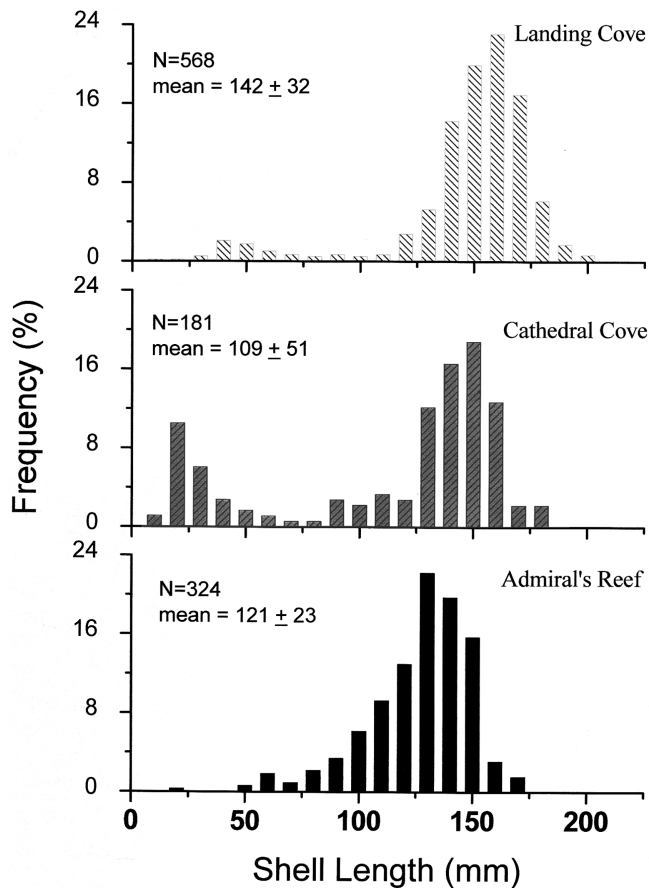 24
16
8
0
Landing Cove
N=568
mean = 142 ± 32
24
16
8
0
Cathedral Cove
N=181
mean = 109 ± 51
24
16
8
0
Admiral's Reef
N=324
mean = 121 ± 23
Frequency (%)
0 50 100 150 200
Shell Length (mm)